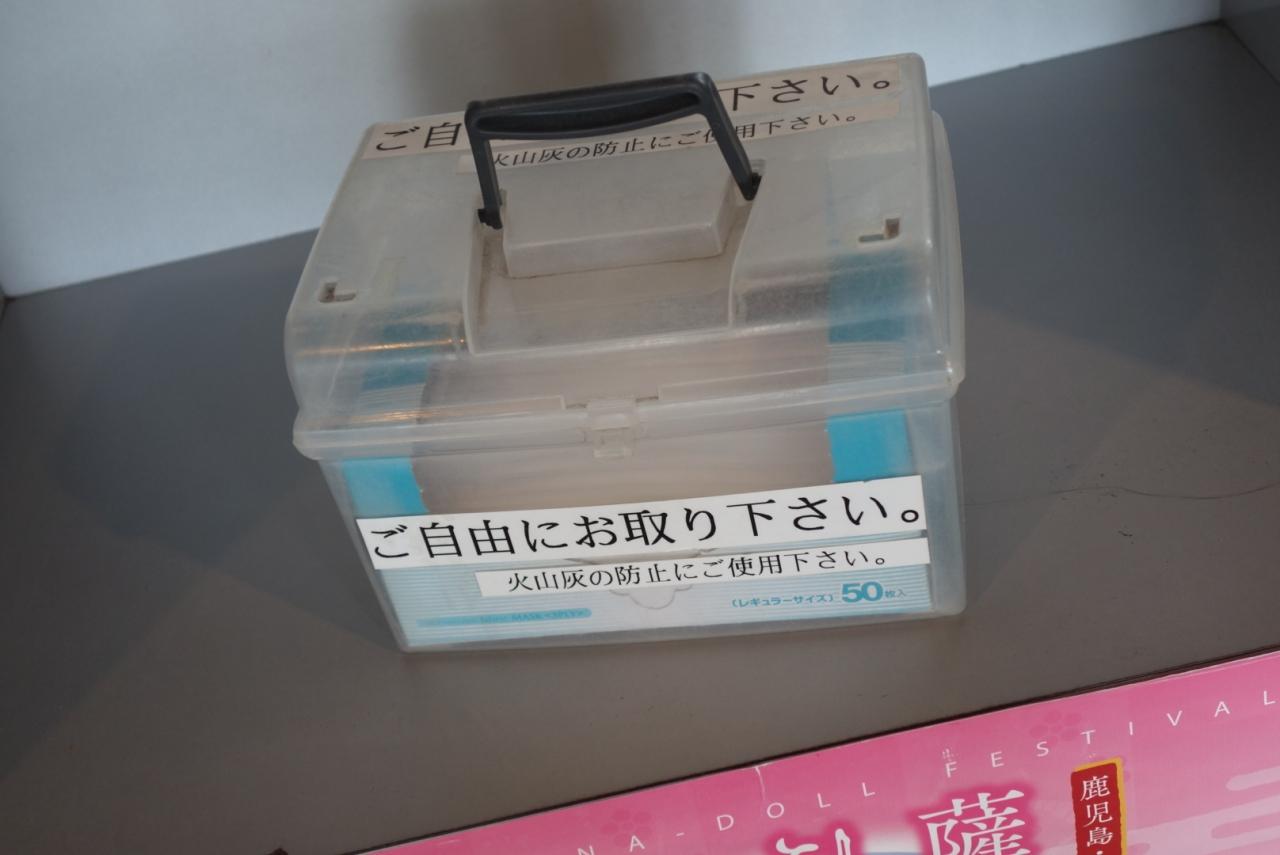 ご自 下さい。
火山灰の防止にご使用下さい。
ご自由にお取り下さい。
火山灰の防止にご使用下さい。
(レギュラーサイズ) 50枚入
MASK <3PLY>
NA-DOLL FESTIVAL
薩
鹿児島・